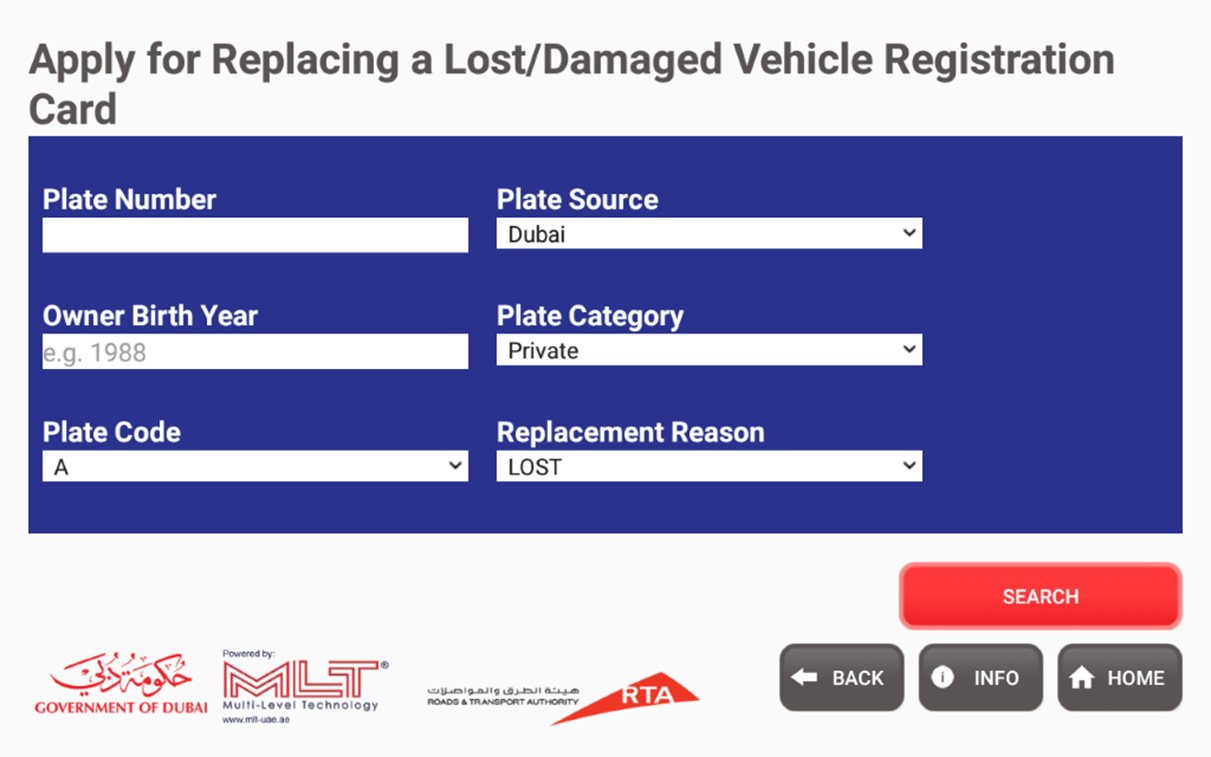 Apply for Replacing a Lost/Damaged Vehicle Registration
Card
Plate Number
Plate Source
Dubai
Owner Birth Year
e.g. 1988
Plate Category
Private
Plate Code
A
Replacement Reason
LOST
SEARCH
حكومة دبي
GOVERNMENT OF DUBAI
Powered by:
MLT®
Multi-Level Technology
www.mlt-uae.ae
هيئة الطرق والمواصلات
ROADS & TRANSPORT AUTHORITY
RTA
BACK
INFO
HOME